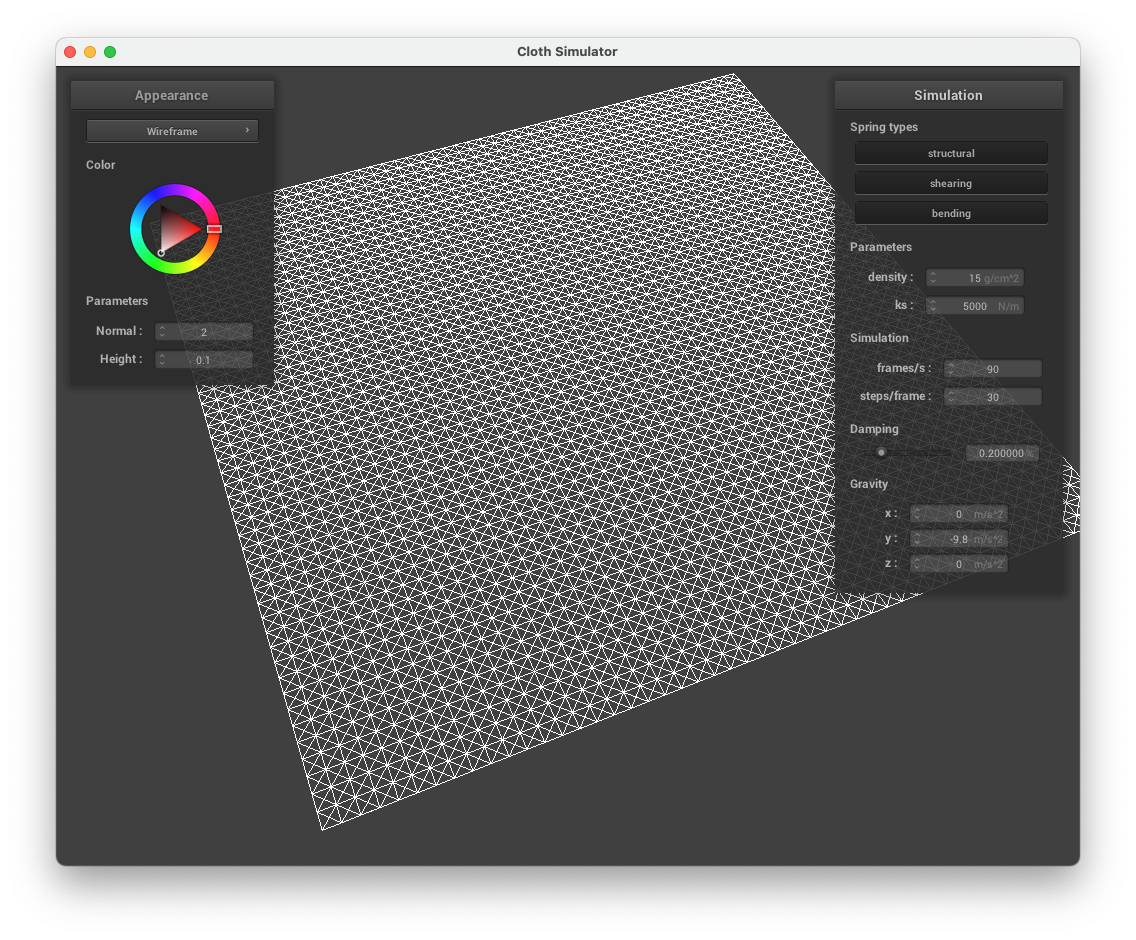 Cloth Simulator
Appearance
Wireframe ›
Color
Parameters
Normal : 2
Height : 0.1
Simulation
Spring types
structural
shearing
bending
Parameters
density : 15 g/cm^2
ks : 5000 N/m
Simulation
frames/s : 90
steps/frame : 30
Damping
0.200000 %
Gravity
x : 0 m/s^2
y : -9.8 m/s^2
z : 0 m/s^2